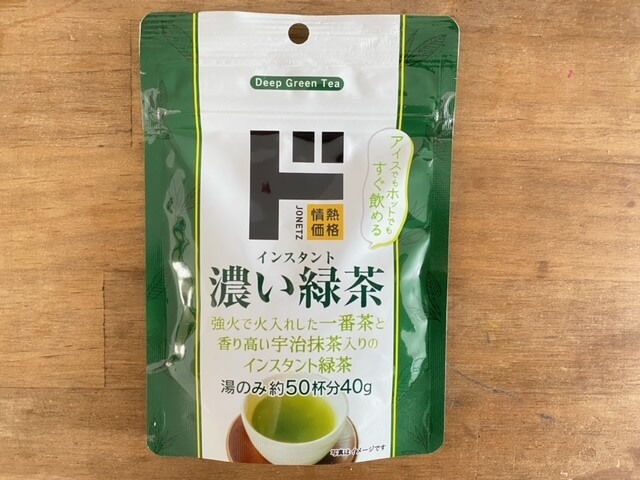 Deep Green Tea
ド
JONETZ
情熱
価格
アイスでもホットでも
すぐ飲める
インスタント
濃い緑茶
強火で火入れした一番茶と
香り高い宇治抹茶入りの
インスタント緑茶
湯のみ約50杯分40g
写真はイメージです